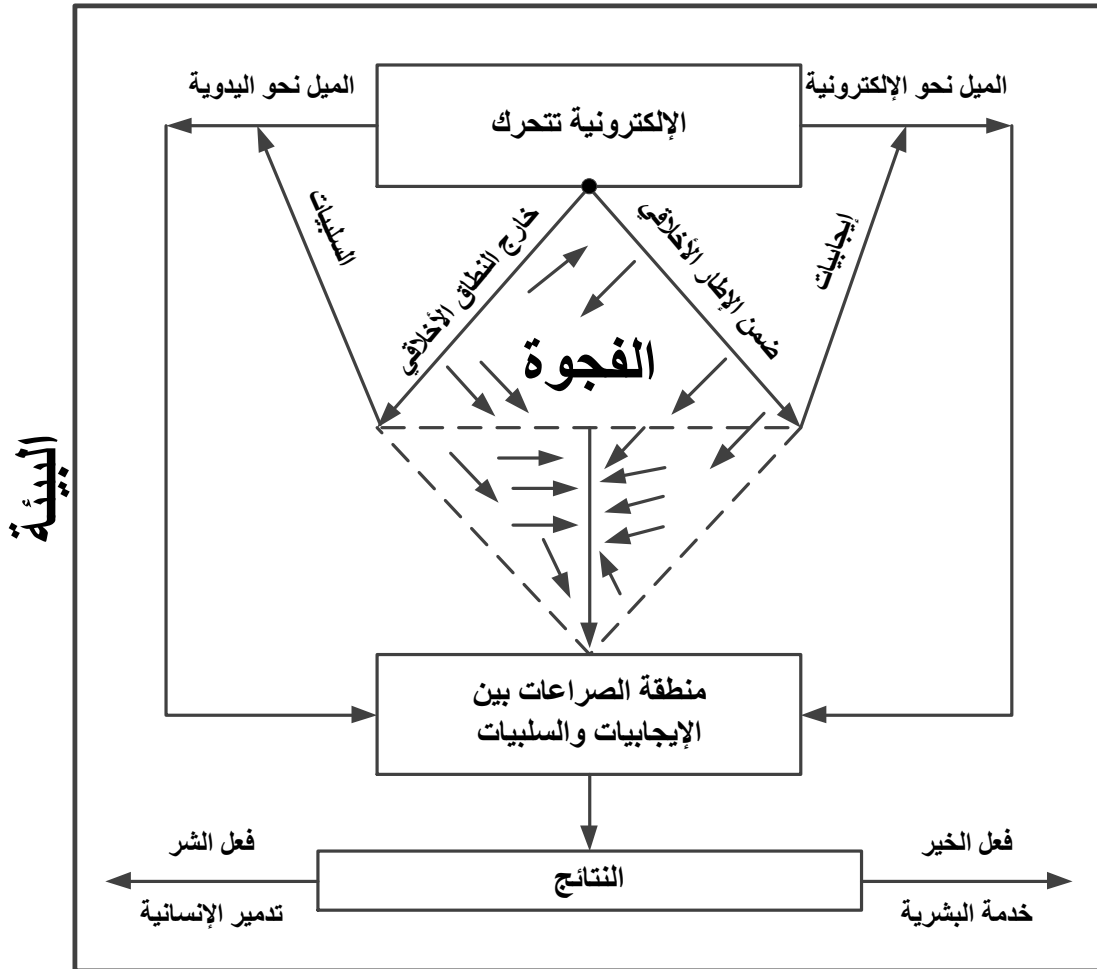 الميل نحو الإلكترونية
الميل نحو اليدوية
الإلكترونية تتحرك
إيجابيات
ضمن الإطار الأخلاقي
خارج النطاق الأخلاقي
السلبيات
الفجوة
البيئة
منطقة الصراعات بين
الإيجابيات والسلبيات
فعل الخير
خدمة البشرية
النتائج
فعل الشر
تدمير الإنسانية